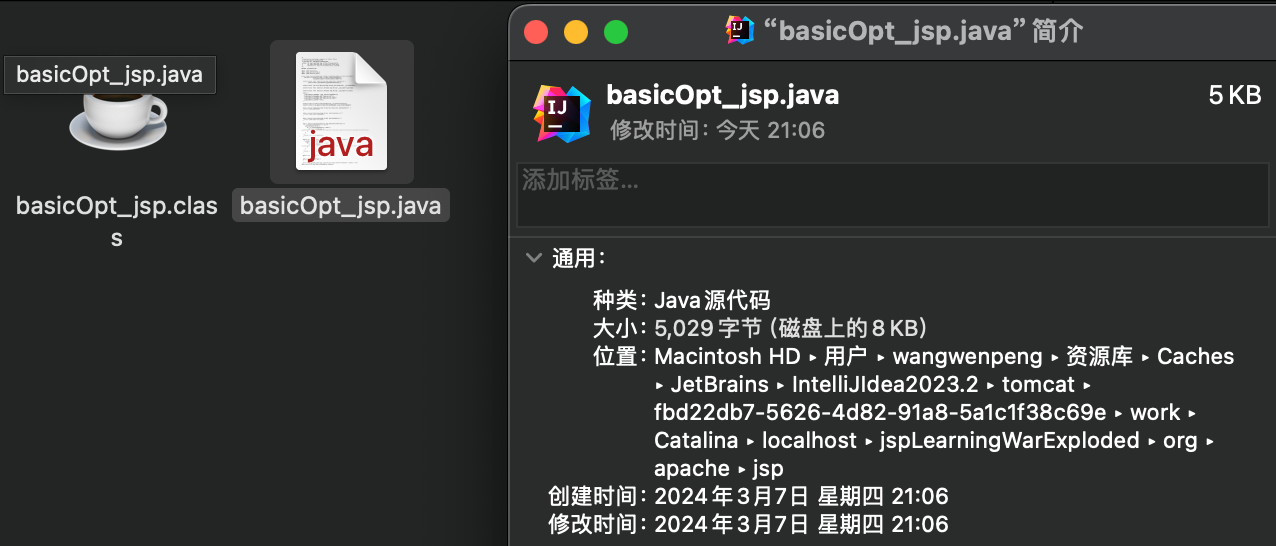 basicOpt_jsp.java
java
basicOpt_jsp.clas
s
basicOpt_jsp.java
IJ
“basicOpt_jsp.java”简介
IJ
basicOpt_jsp.java
5 KB
修改时间：今天 21:06
添加标签...
通用：
种类：Java源代码
大小：5,029 字节（磁盘上的8 KB）
位置：Macintosh HD ▸ 用户 ▸ wangwenpeng ▸ 资源库 ▸ Caches
▸ JetBrains ▸ IntelliJIdea2023.2 ▸ tomcat ▸
fbd22db7-5626-4d82-91a8-5a1c1f38c69e ▸ work ▸
Catalina ▸ localhost ▸ jspLearningWarExploded ▸ org ▸
apache ▸ jsp
创建时间：2024年3月7日 星期四 21:06
修改时间：2024年3月7日 星期四 21:06